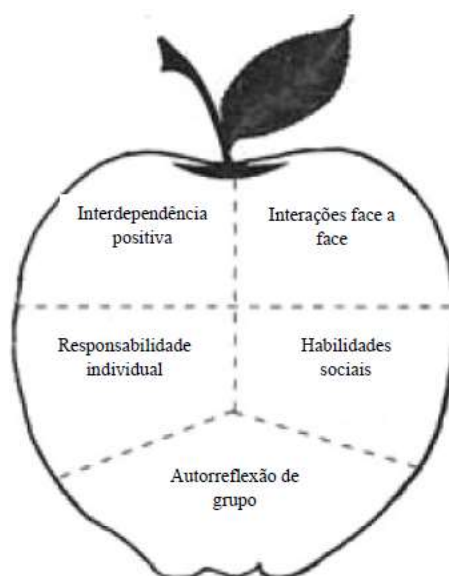 Interdependência
positiva
Interações face a
face
Responsabilidade
individual
Habilidades
sociais
Autorreflexão de
grupo